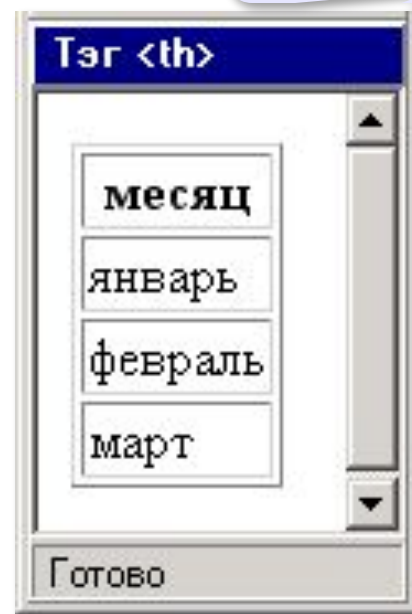 Тэг <th>
месяц
январь
февраль
март
Готово